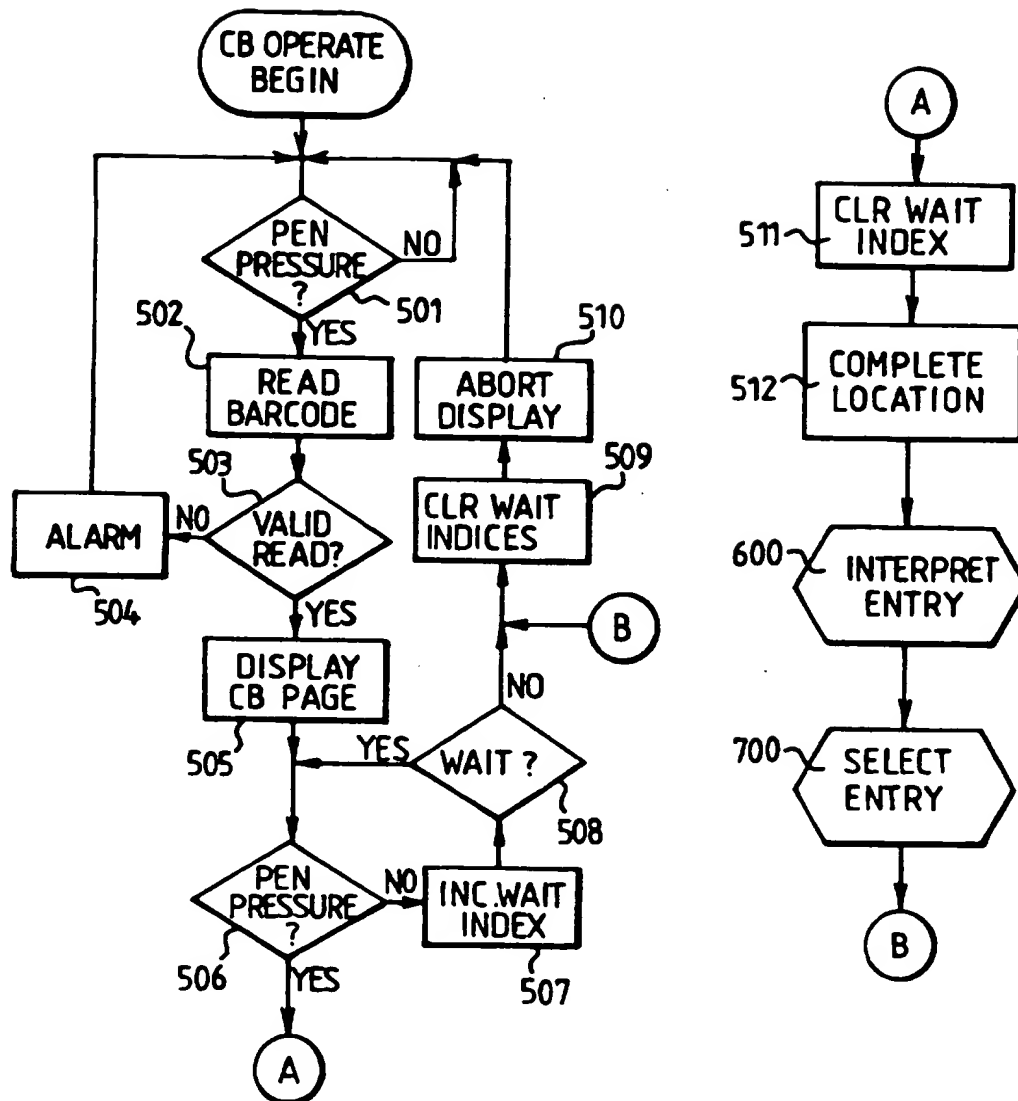 CB OPERATE
BEGIN
PEN
PRESSURE
?
NO
501
YES
502
READ
BARCODE
503
VALID
READ?
NO
ALARM
504
YES
DISPLAY
CB PAGE
505
PEN
PRESSURE
?
506
NO
YES
A
INC.WAIT
INDEX
507
WAIT ?
YES
508
NO
B
CLR WAIT
INDICES
509
ABORT
DISPLAY
510
A
CLR WAIT
INDEX
511
COMPLETE
LOCATION
512
INTERPRET
ENTRY
600
SELECT
ENTRY
700
B